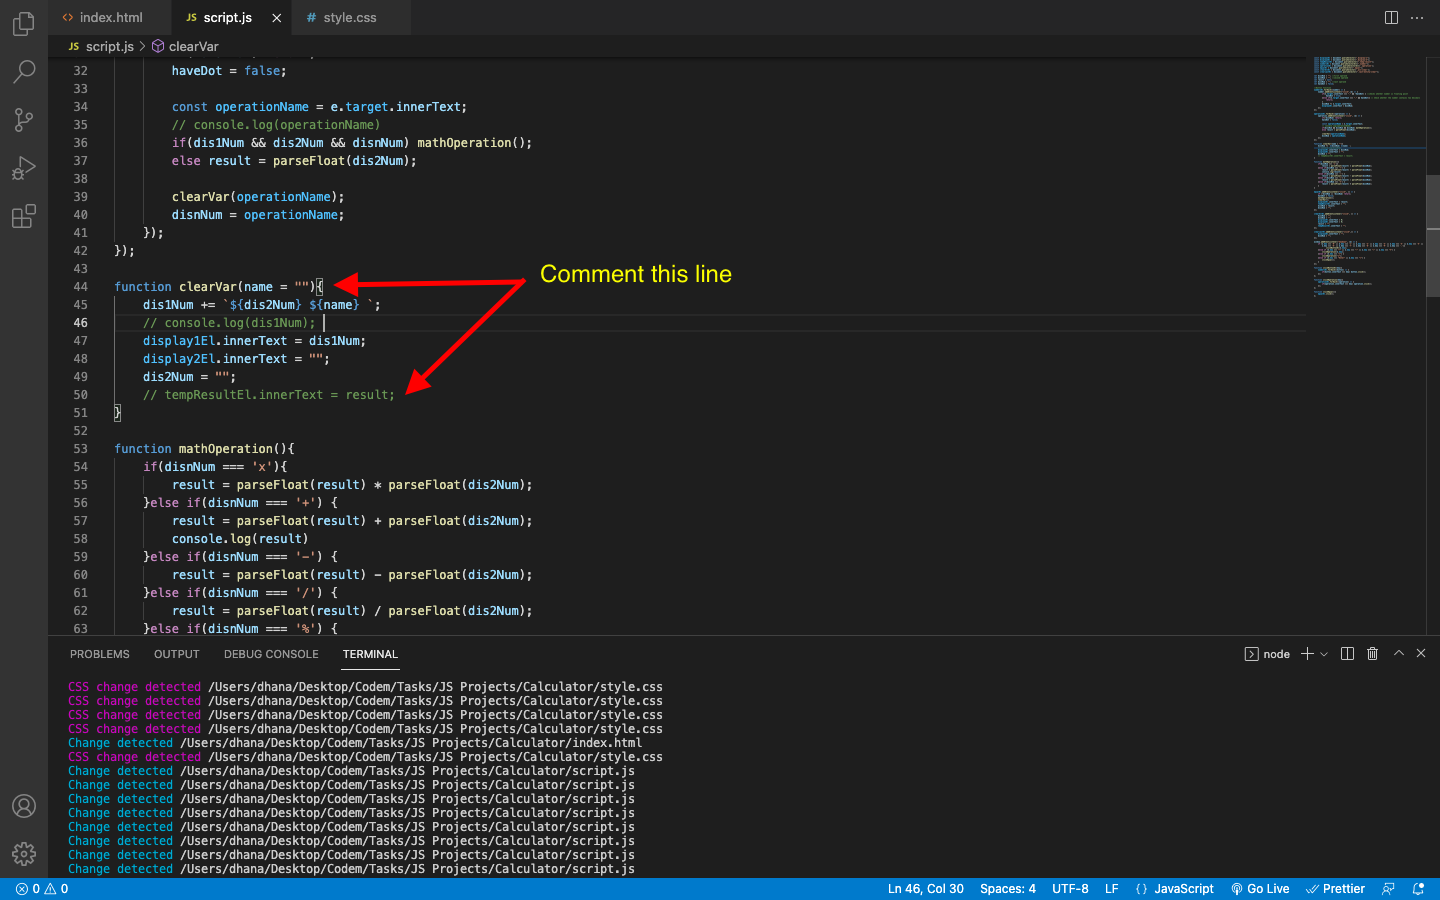 index.html
JS script.js
# style.css
JS script.js > clearVar
32 haveDot = false;
33
34 const operationName = e.target.innerText;
35 // console.log(operationName)
36 if(dis1Num && dis2Num && disnNum) mathOperation();
37 else result = parseFloat(dis2Num);
38
39 clearVar(operationName);
40 disnNum = operationName;
41 });
42 });
43
44 function clearVar(name = ""){
45 dis1Num += `${dis2Num} ${name} `;
46 // console.log(dis1Num);
47 display1El.innerText = dis1Num;
48 display2El.innerText = "";
49 dis2Num = "";
50 // tempResultEl.innerText = result;
51 }
52
53 function mathOperation(){
54 if(disnNum === 'x'){
55 result = parseFloat(result) * parseFloat(dis2Num);
56 }else if(disnNum === '+') {
57 result = parseFloat(result) + parseFloat(dis2Num);
58 console.log(result)
59 }else if(disnNum === '-') {
60 result = parseFloat(result) - parseFloat(dis2Num);
61 }else if(disnNum === '/') {
62 result = parseFloat(result) / parseFloat(dis2Num);
63 }else if(disnNum === '%') {
Comment this line
PROBLEMS OUTPUT DEBUG CONSOLE TERMINAL
node
CSS change detected /Users/dhana/Desktop/Codem/Tasks/JS Projects/Calculator/style.css
CSS change detected /Users/dhana/Desktop/Codem/Tasks/JS Projects/Calculator/style.css
CSS change detected /Users/dhana/Desktop/Codem/Tasks/JS Projects/Calculator/style.css
CSS change detected /Users/dhana/Desktop/Codem/Tasks/JS Projects/Calculator/style.css
Change detected /Users/dhana/Desktop/Codem/Tasks/JS Projects/Calculator/index.html
CSS change detected /Users/dhana/Desktop/Codem/Tasks/JS Projects/Calculator/style.css
Change detected /Users/dhana/Desktop/Codem/Tasks/JS Projects/Calculator/script.js
Change detected /Users/dhana/Desktop/Codem/Tasks/JS Projects/Calculator/script.js
Change detected /Users/dhana/Desktop/Codem/Tasks/JS Projects/Calculator/script.js
Change detected /Users/dhana/Desktop/Codem/Tasks/JS Projects/Calculator/script.js
Change detected /Users/dhana/Desktop/Codem/Tasks/JS Projects/Calculator/script.js
Change detected /Users/dhana/Desktop/Codem/Tasks/JS Projects/Calculator/script.js
Change detected /Users/dhana/Desktop/Codem/Tasks/JS Projects/Calculator/script.js
Change detected /Users/dhana/Desktop/Codem/Tasks/JS Projects/Calculator/script.js
0 0 Ln 46, Col 30 Spaces: 4 UTF-8 LF {} JavaScript Go Live Prettier